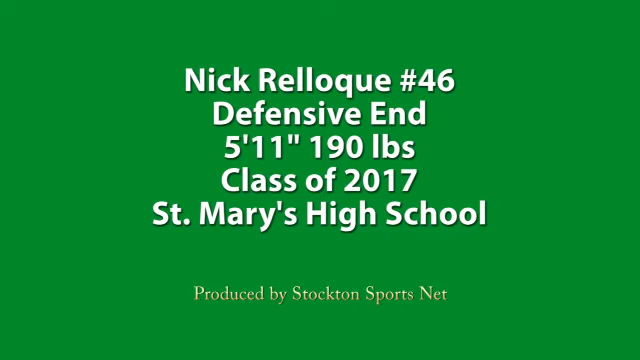 Nick Relloque #46
Defensive End
5'11" 190 lbs
Class of 2017
St. Mary's High School
Produced by Stockton Sports Net